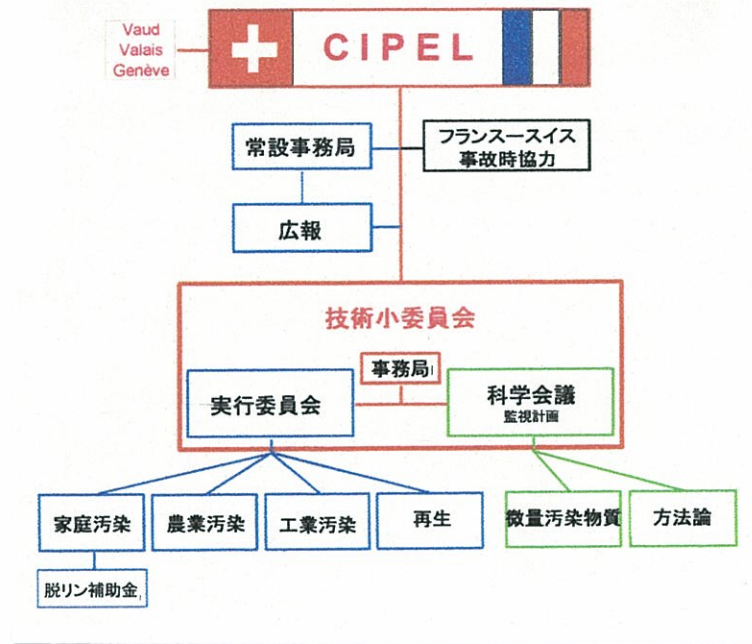 Vaud
Valais
Genève
CIPEL
常設事務局
フランスースイス
事故時協力
広報
技術小委員会
事務局
実行委員会
科学会議
監視計画
家庭汚染
農業汚染
工業汚染
再生
微量汚染物質
方法論
脱リン補助金